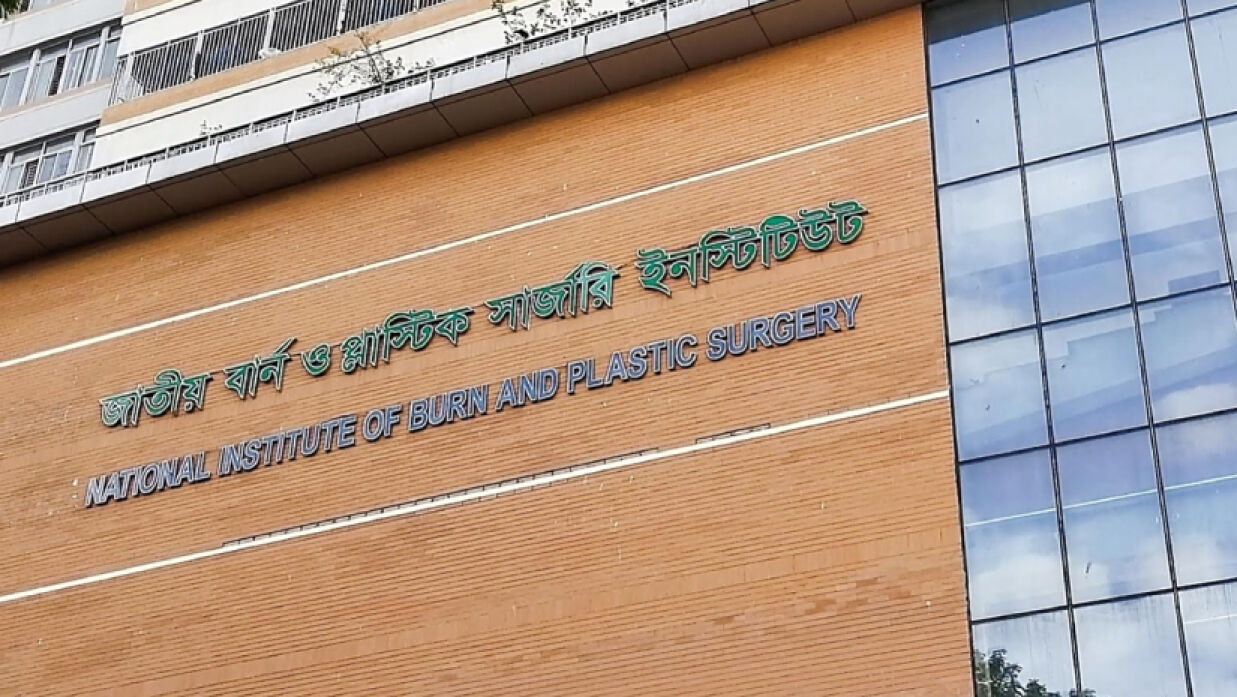 জাতীয় বার্ন ও প্লাস্টিক সার্জারি ইনস্টিটিউট
NATIONAL INSTITUTE OF BURN AND PLASTIC SURGERY